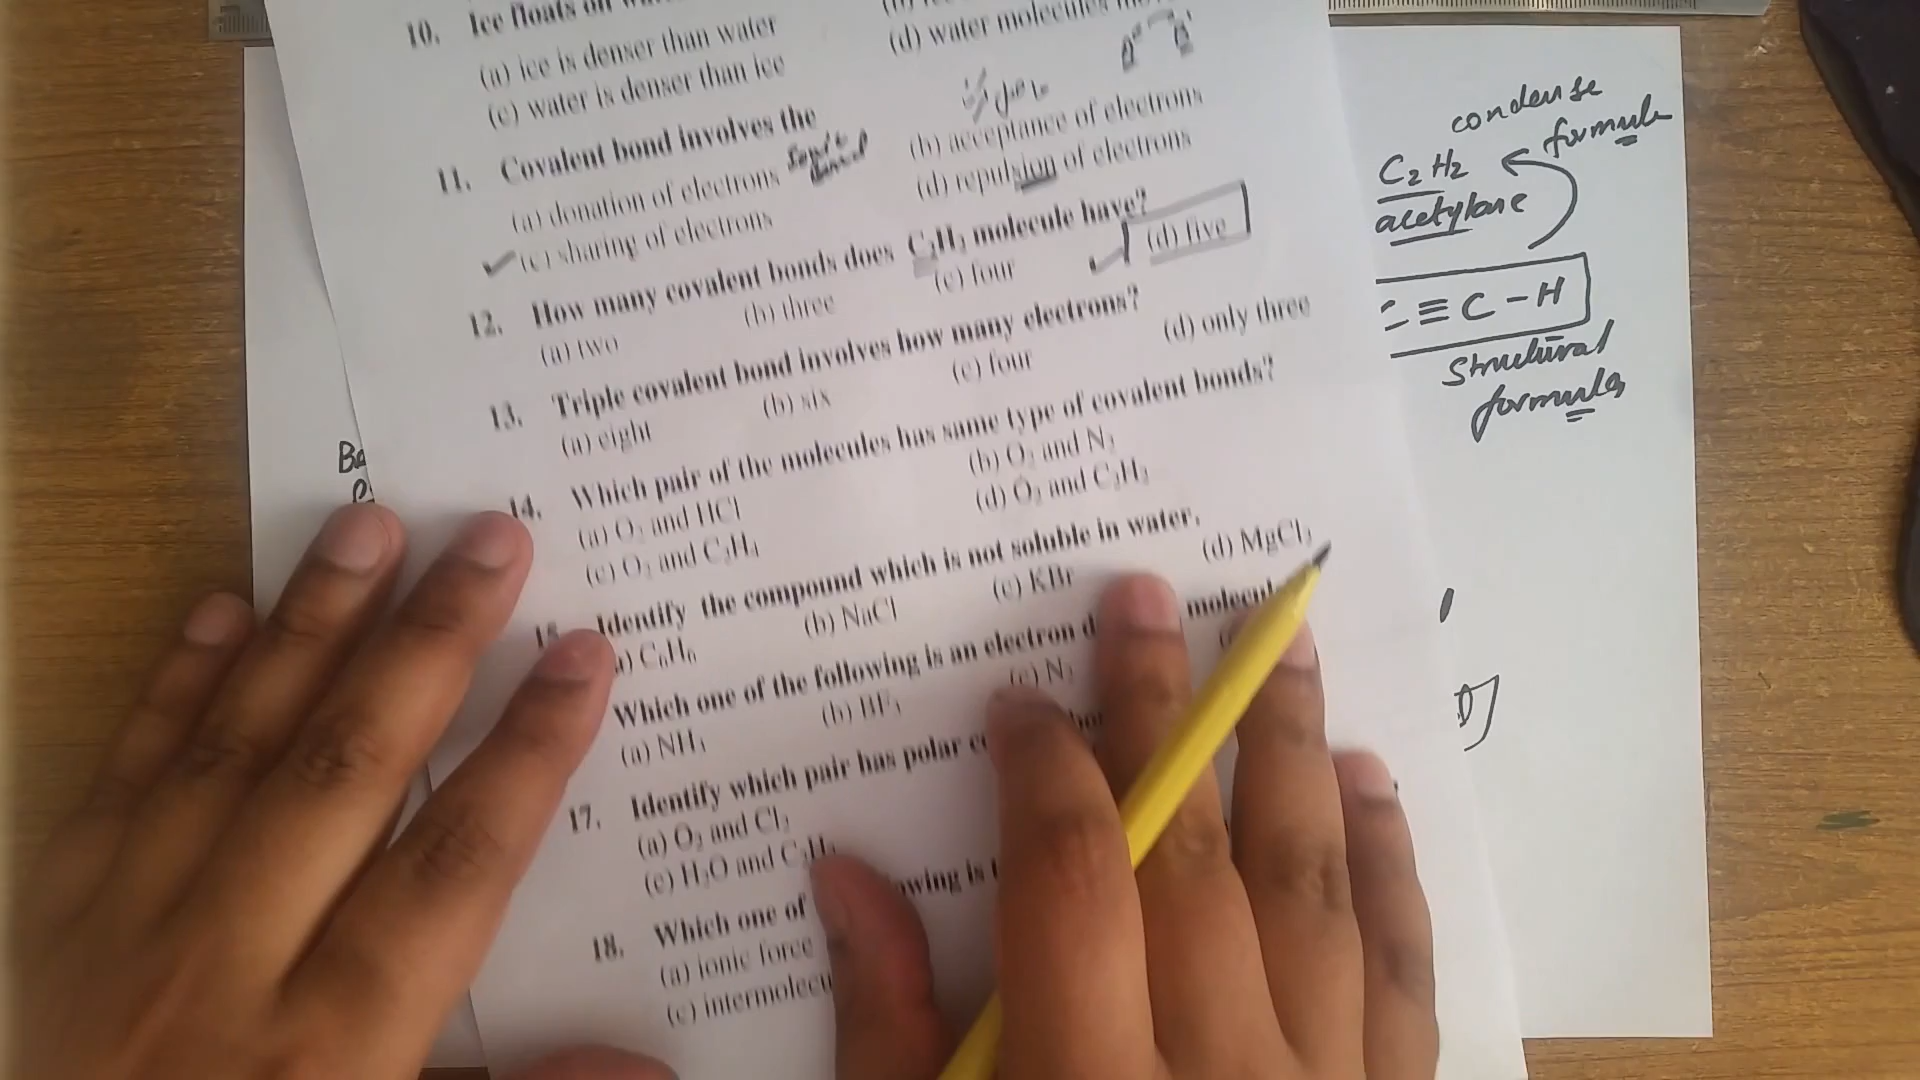 10. Ice floats on
(a) ice is denser than water
(c) water is denser than ice
(d) water molecules
11. Covalent bond involves the
(a) donation of electrons
(b) acceptance of electrons
(c) sharing of electrons
(d) repulsion of electrons
12. How many covalent bonds does C₂H₂ molecule have?
(a) two (b) three (c) four (d) five
13. Triple covalent bond involves how many electrons?
(a) eight (b) six (c) four (d) only three
14. Which pair of the molecules has same type of covalent bonds?
(a) O₂ and HCl (b) O₂ and N₂
(c) O₂ and C₂H₄ (d) O₂ and C₂H₂
15. Identify the compound which is not soluble in water.
(a) C₆H₆ (b) NaCl (c) KBr (d) MgCl₂
Which one of the following is an electron
(a) NH₃ (b) BF₃ (c) N₂
17. Identify which pair has polar
(a) O₂ and Cl₂
(c) H₂O and C₂H₂
18. Which one of
(a) ionic force
(c)
condense
formula
C₂H₂
acetylane
≡ C – H
Structural
formula